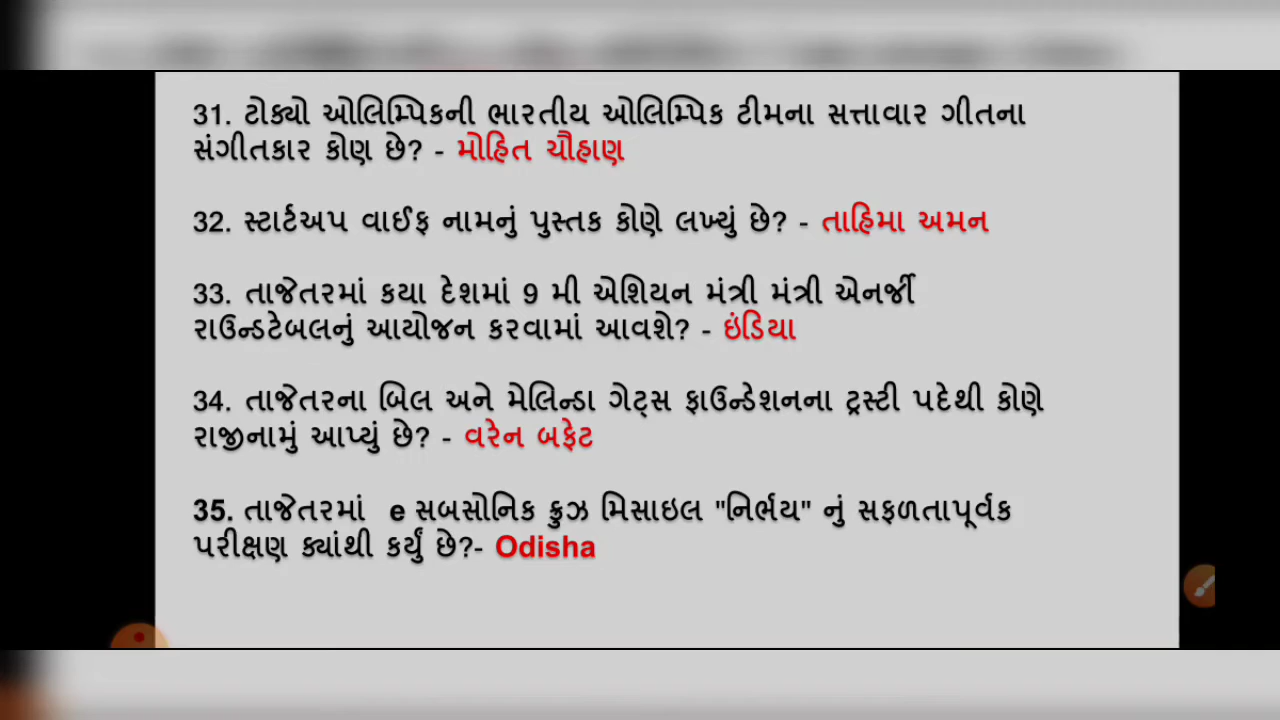 31. ટોક્યો ઓલિમ્પિકની ભારતીય ઓલિમ્પિક ટીમના સત્તાવાર ગીતના
સંગીતકાર કોણ છે? - મોહિત ચૌહાણ
32. સ્ટાર્ટઅપ વાઈફ નામનું પુસ્તક કોણે લખ્યું છે? - તાહિમા અમન
33. તાજેતરમાં કયા દેશમાં 9 મી એશિયન મંત્રી મંત્રી એનર્જી
રાઉન્ડટેબલનું આયોજન કરવામાં આવશે? - ઇંડિયા
34. તાજેતરના બિલ અને મેલિન્ડા ગેટ્સ ફાઉન્ડેશનના ટ્રસ્ટી પદેથી કોણે
રાજીનામું આપ્યું છે? - વરેન બફેટ
35. તાજેતરમાં e સબસોનિક ક્રુઝ મિસાઇલ "નિર્ભય" નું સફળતાપૂર્વક
પરીક્ષણ ક્યાંથી કર્યું છે?- Odisha